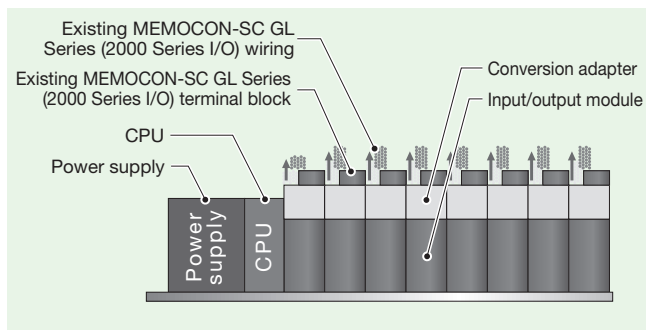 Existing MEMOCON-SC GL
Series (2000 Series I/O) wiring
Existing MEMOCON-SC GL Series
(2000 Series I/O) terminal block
CPU
Power supply
Conversion adapter
Input/output module
Power
supply
CPU